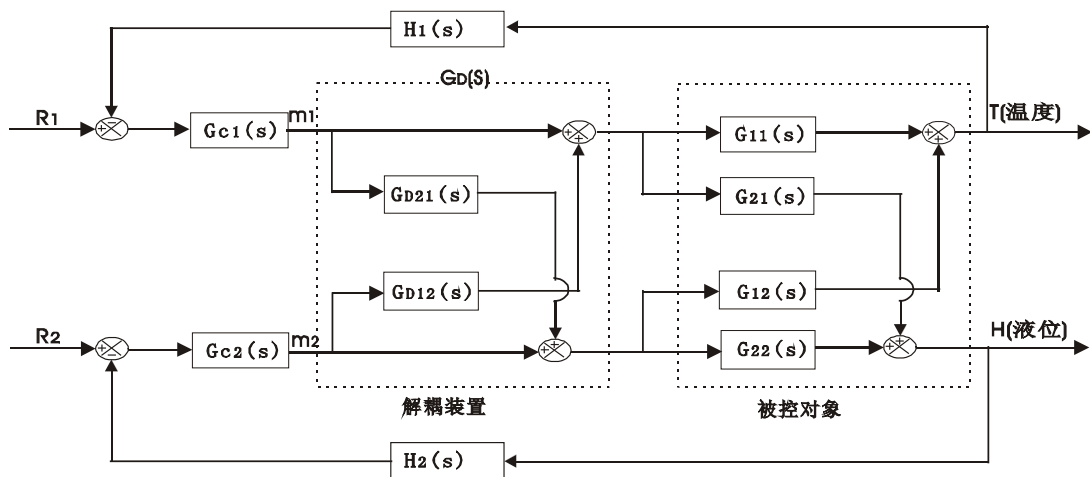 H1(s)
GD(S)
R1
Gc1(s)
m1
G11(s)
T(温度)
GD21(s)
G21(s)
GD12(s)
G12(s)
R2
Gc2(s)
m2
G22(s)
H(液位)
解耦装置
被控对象
H2(s)